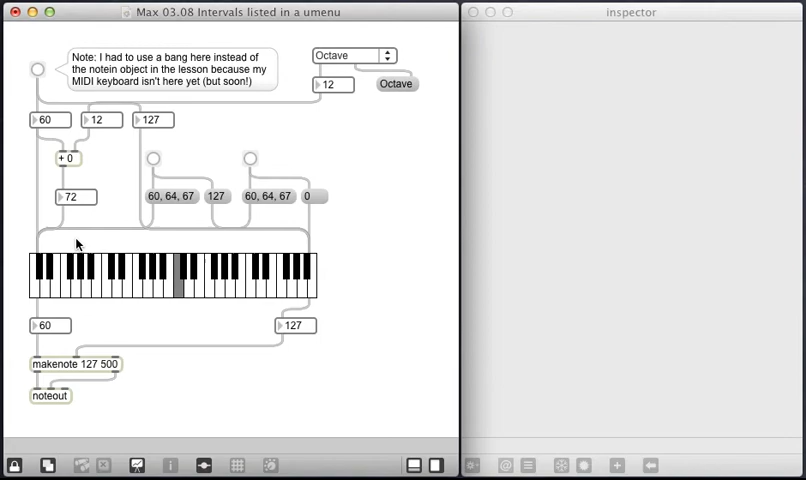 Max 03.08 Intervals listed in a umenu
inspector
Note: I had to use a bang here instead of
the notein object in the lesson because my
MIDI keyboard isn't here yet (but soon!)
Octave
12
Octave
60
12
127
+ 0
72
60, 64, 67
127
60, 64, 67
0
60
127
makenote 127 500
noteout